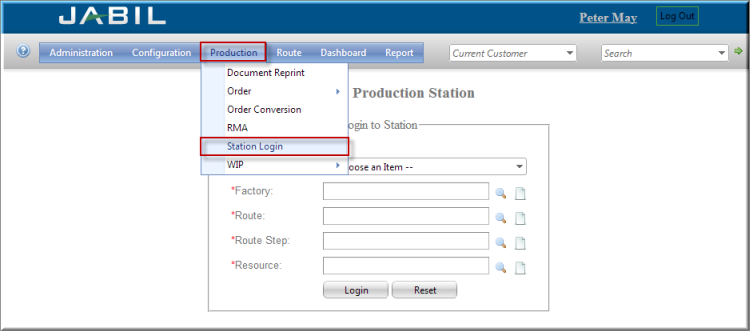 JABIL
Peter May Log Out
Administration Configuration Production Route Dashboard Report Current Customer Search
Document Reprint
Order
Order Conversion
RMA
Station Login
WIP
Production Station
ogin to Station
oose an Item --
*Factory:
*Route:
*Route Step:
*Resource:
Login Reset